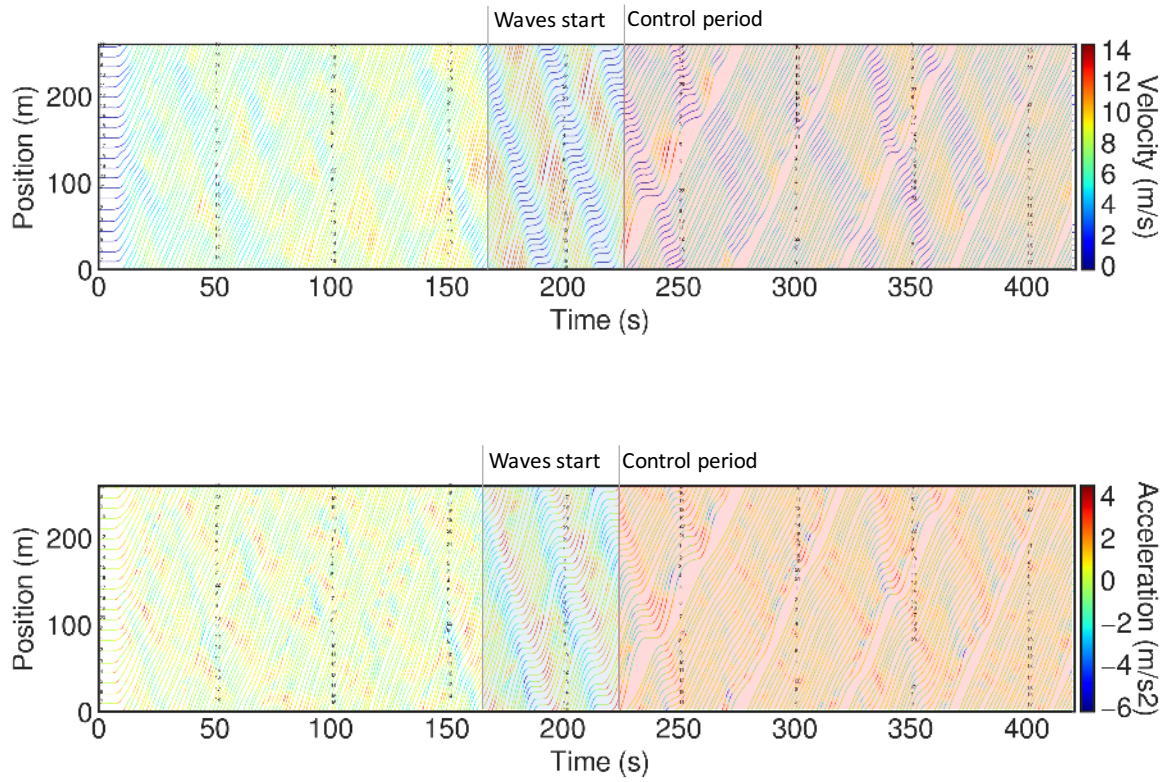 Waves start
Control period
Position (m)
200
100
0
0 50 100 150 200 250 300 350 400
Time (s)
14
12
10
8
6
4
2
0
Velocity (m/s)
Waves start
Control period
Position (m)
200
100
0
0 50 100 150 200 250 300 350 400
Time (s)
4
2
0
−2
−4
−6
Acceleration (m/s2)